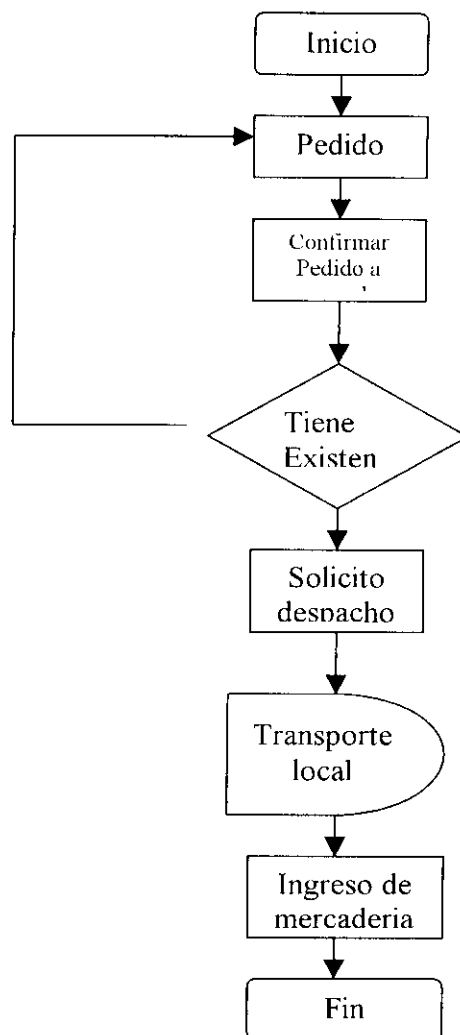 Inicio
Pedido
Confirmar
Pedido a
Tiene
Existen
Solicito
despacho
Transporte
local
Ingreso de
mercaderia
Fin